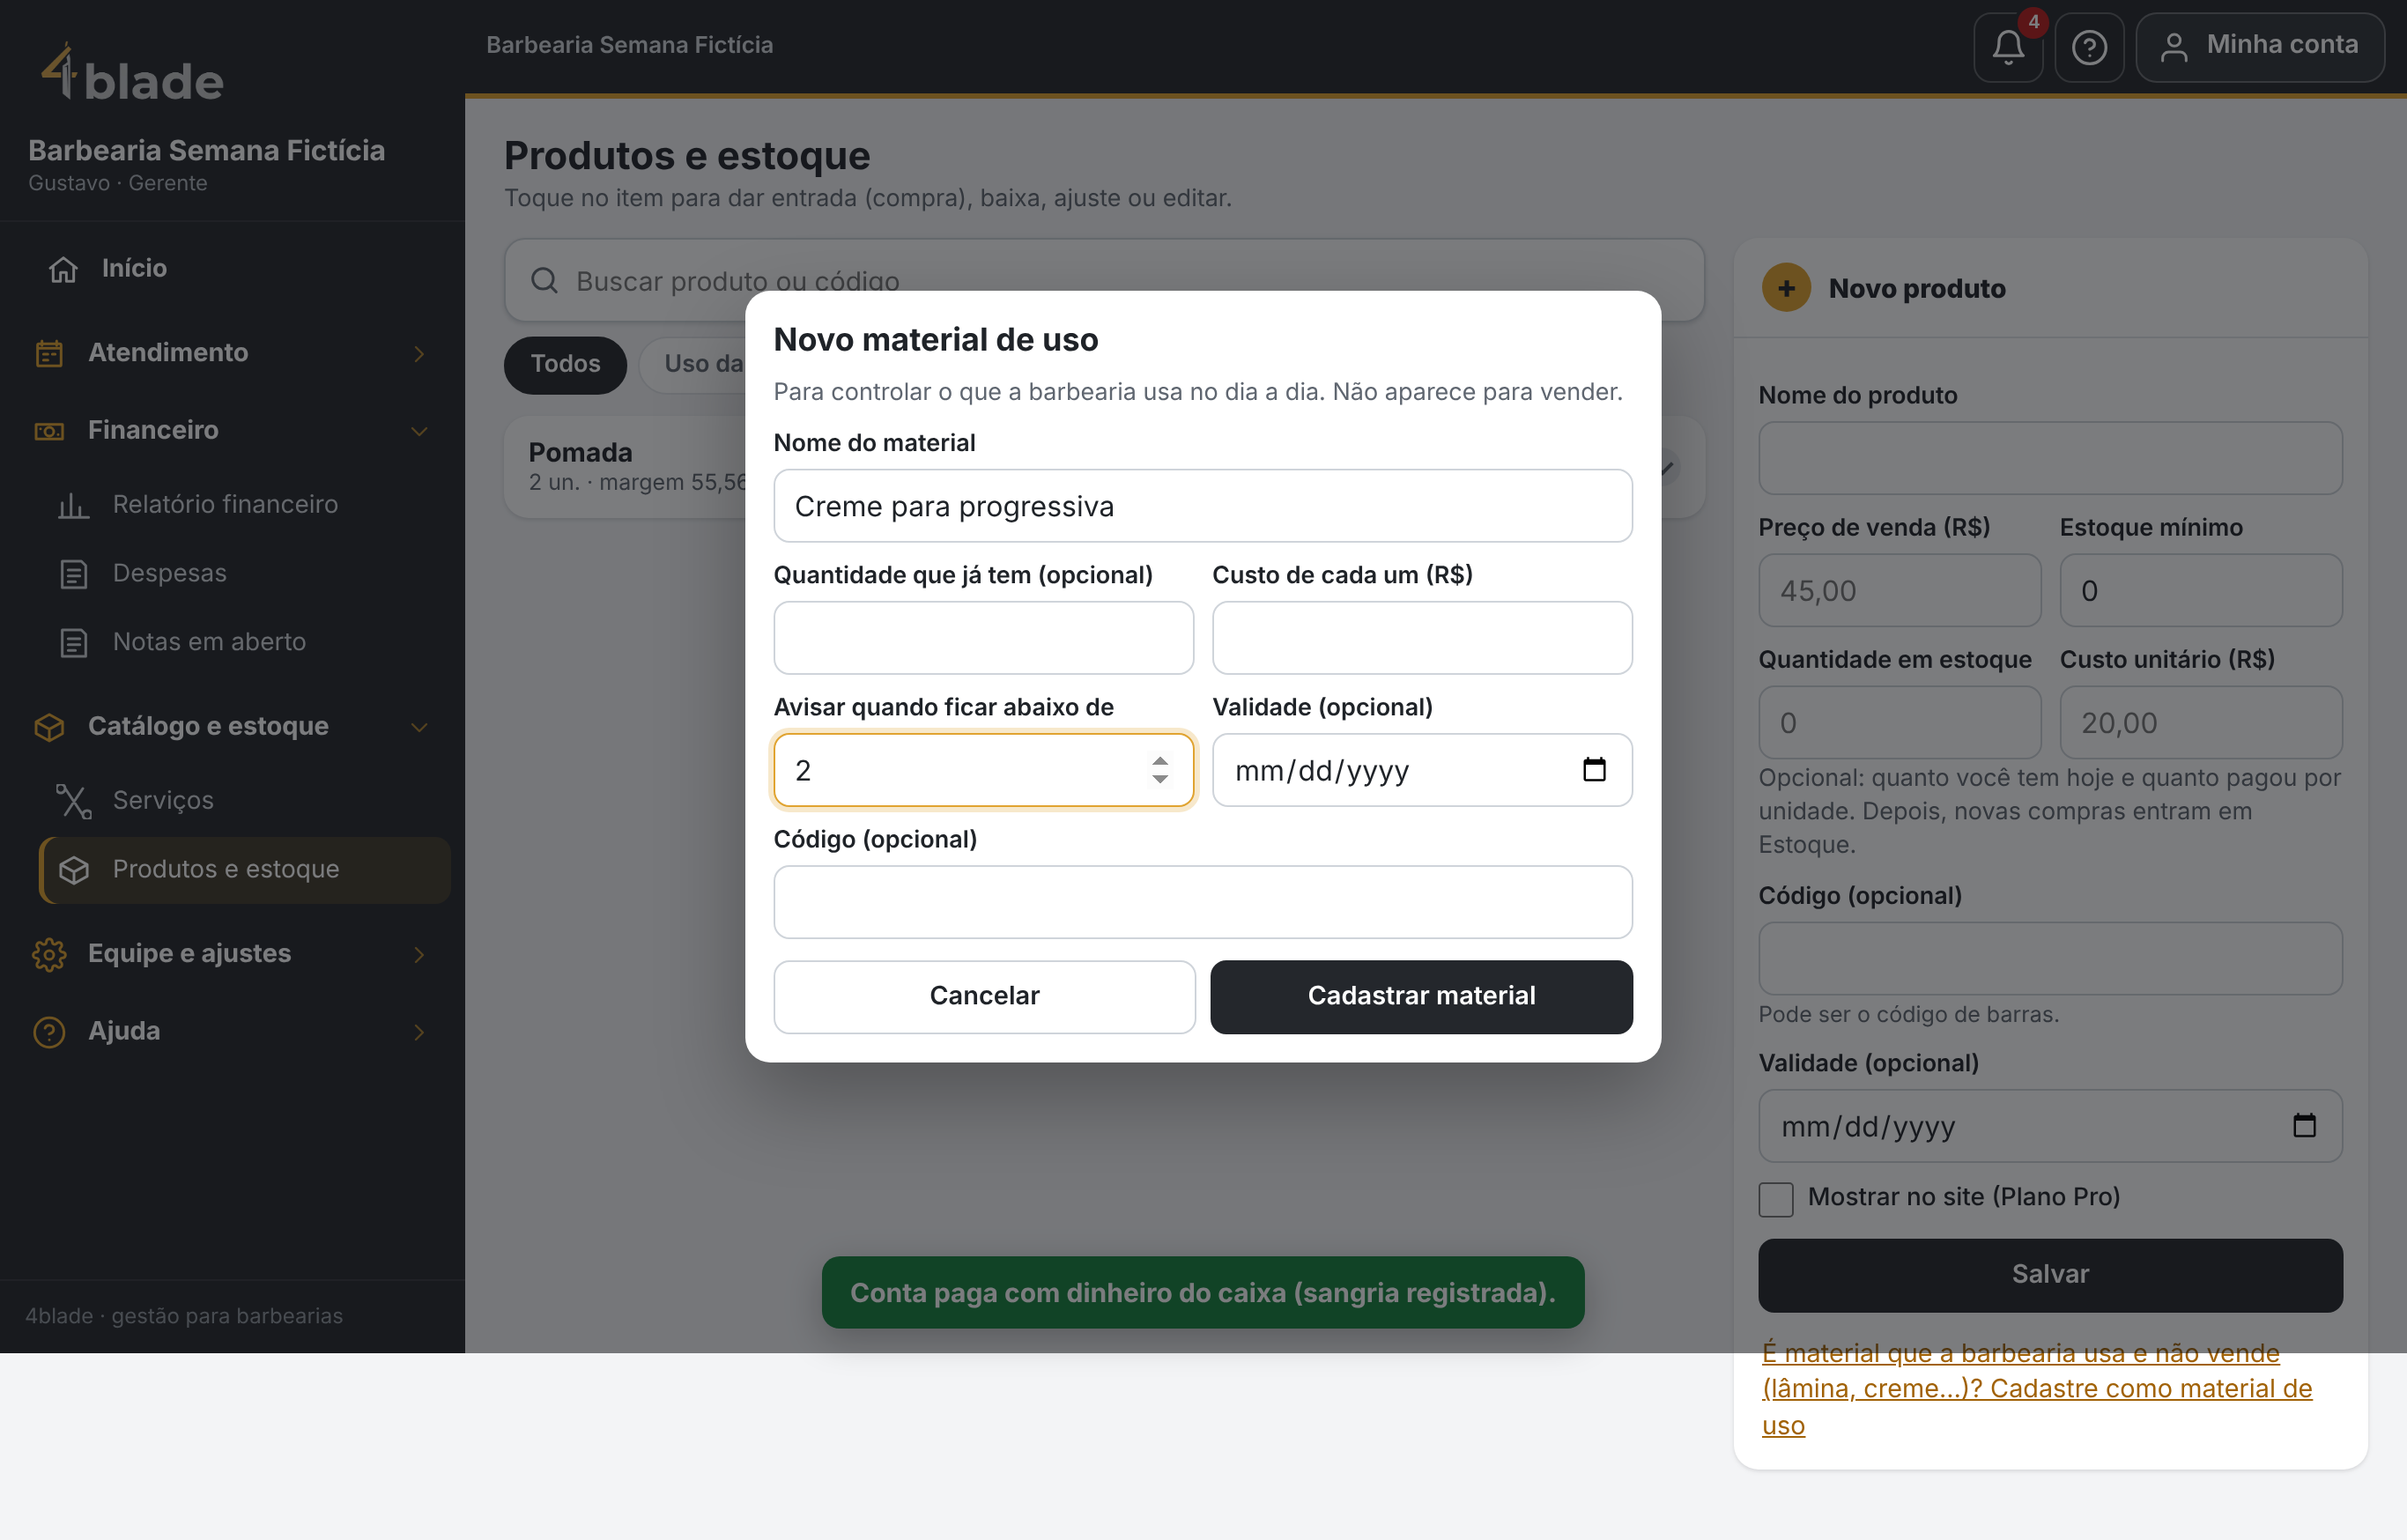 4blade
Barbearia Semana Fictícia
Gustavo · Gerente
Início
Atendimento
Financeiro
Relatório financeiro
Despesas
Notas em aberto
Catálogo e estoque
Serviços
Produtos e estoque
Equipe e ajustes
Ajuda
4blade · gestão para barbearias
Barbearia Semana Fictícia
4
Minha conta
Produtos e estoque
Toque no item para dar entrada (compra), baixa, ajuste ou editar.
Buscar produto ou código
Todos
Uso da
Pomada
2 un. · margem 55,56
Novo material de uso
Para controlar o que a barbearia usa no dia a dia. Não aparece para vender.
Nome do material
Creme para progressiva
Quantidade que já tem (opcional)
Custo de cada um (R$)
Avisar quando ficar abaixo de
Validade (opcional)
2
mm/dd/yyyy
Código (opcional)
Cancelar
Cadastrar material
Conta paga com dinheiro do caixa (sangria registrada).
Novo produto
Nome do produto
Preço de venda (R$)
Estoque mínimo
45,00
0
Quantidade em estoque
Custo unitário (R$)
0
20,00
Opcional: quanto você tem hoje e quanto pagou por
unidade. Depois, novas compras entram em
Estoque.
Código (opcional)
Pode ser o código de barras.
Validade (opcional)
mm/dd/yyyy
Mostrar no site (Plano Pro)
Salvar
É material que a barbearia usa e não vende
(lâmina, creme...)? Cadastre como material de
uso